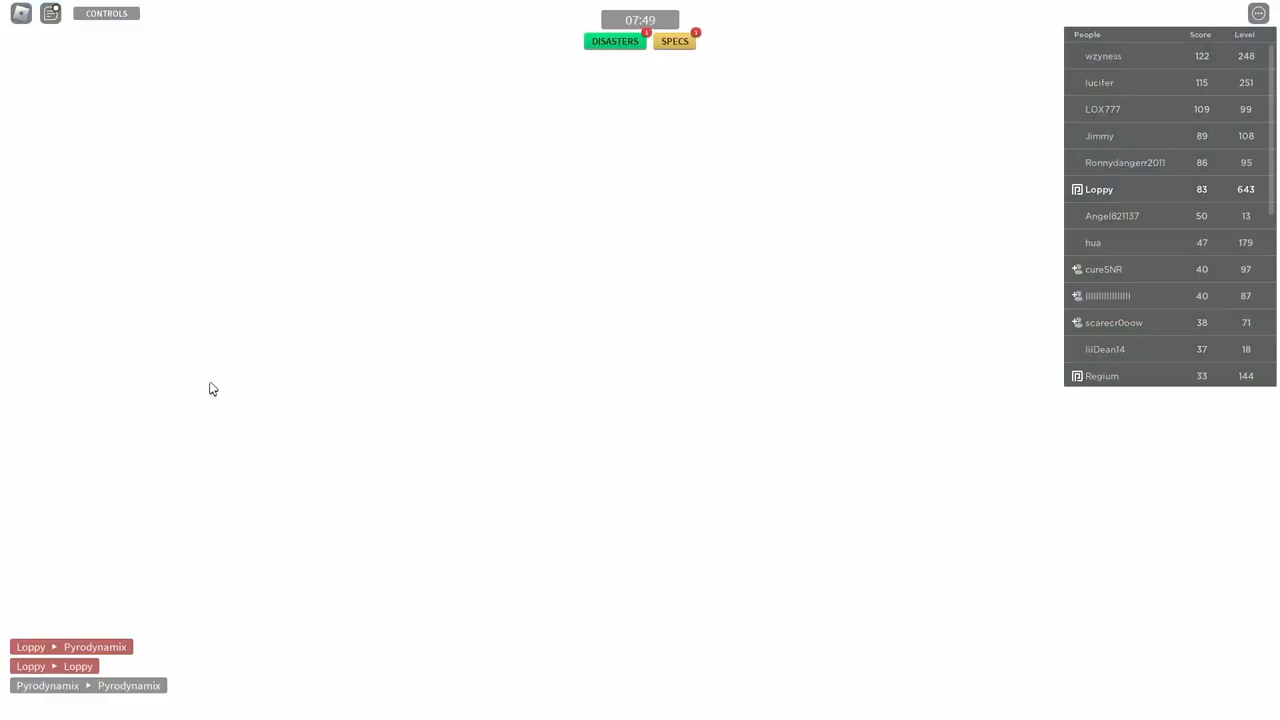 CONTROLS
07:49
DISASTERS 1 SPECS 1
People Score Level
wzyness 122 248
lucifer 115 251
LOX777 109 99
Jimmy 89 108
Ronnydangerr2011 86 95
Loppy 83 643
Angel821137 50 13
hua 47 179
cureSNR 40 97
40 87
scarecr0oow 38 71
lilDean14 37 18
Regium 33 144
Loppy ▸ Pyrodynamix
Loppy ▸ Loppy
Pyrodynamix ▸ Pyrodynamix